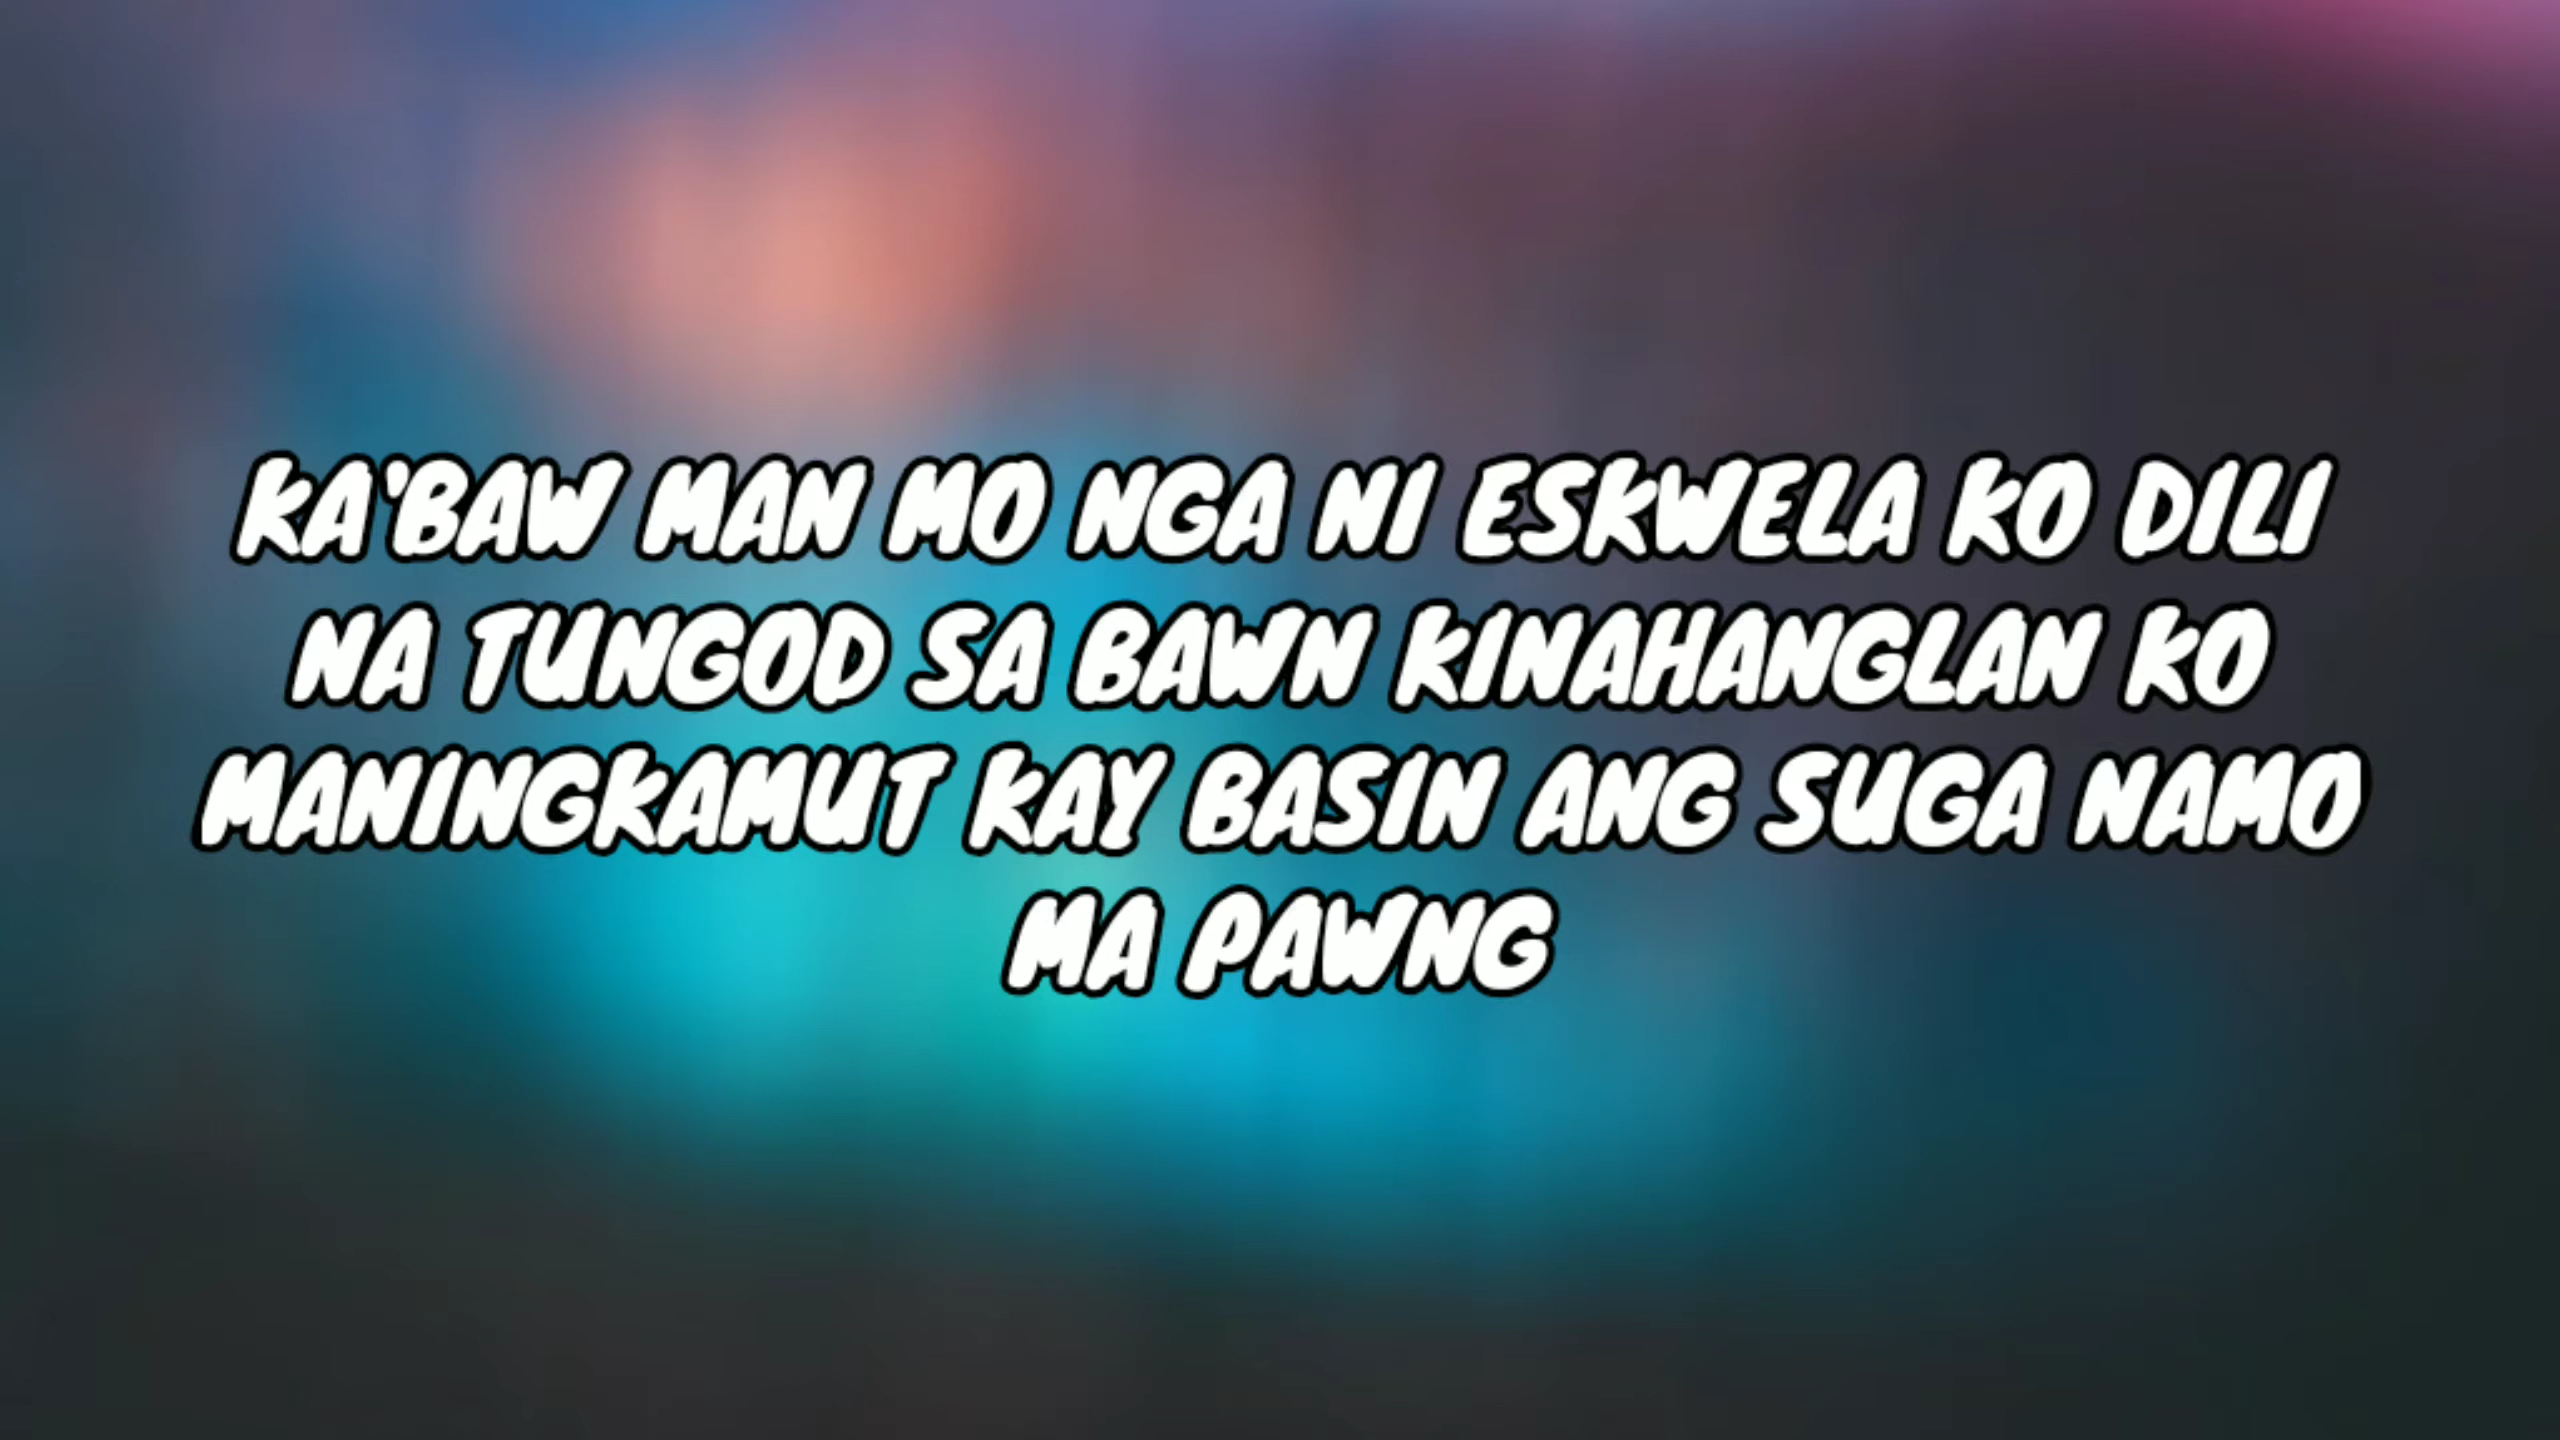 KA'BAW MAN MO NGA NI ESKWELA KO DILI
NA TUNGOD SA BAWN KINAHANGLAN KO
MANINGKAMUT KAY BASIN ANG SUGA NAMO
MA PAWNG